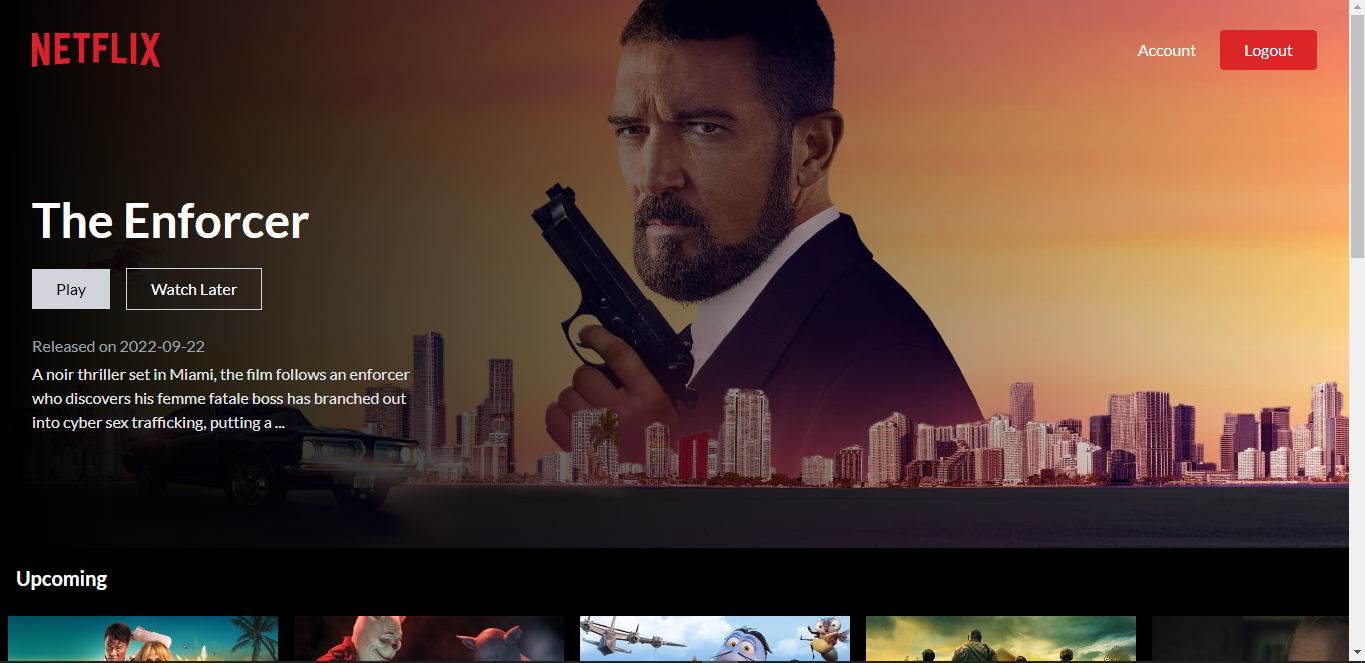 NETFLIX
Account
Logout
The Enforcer
Play
Watch Later
Released on 2022-09-22
A noir thriller set in Miami, the film follows an enforcer
who discovers his femme fatale boss has branched out
into cyber sex trafficking, putting a ...
Upcoming